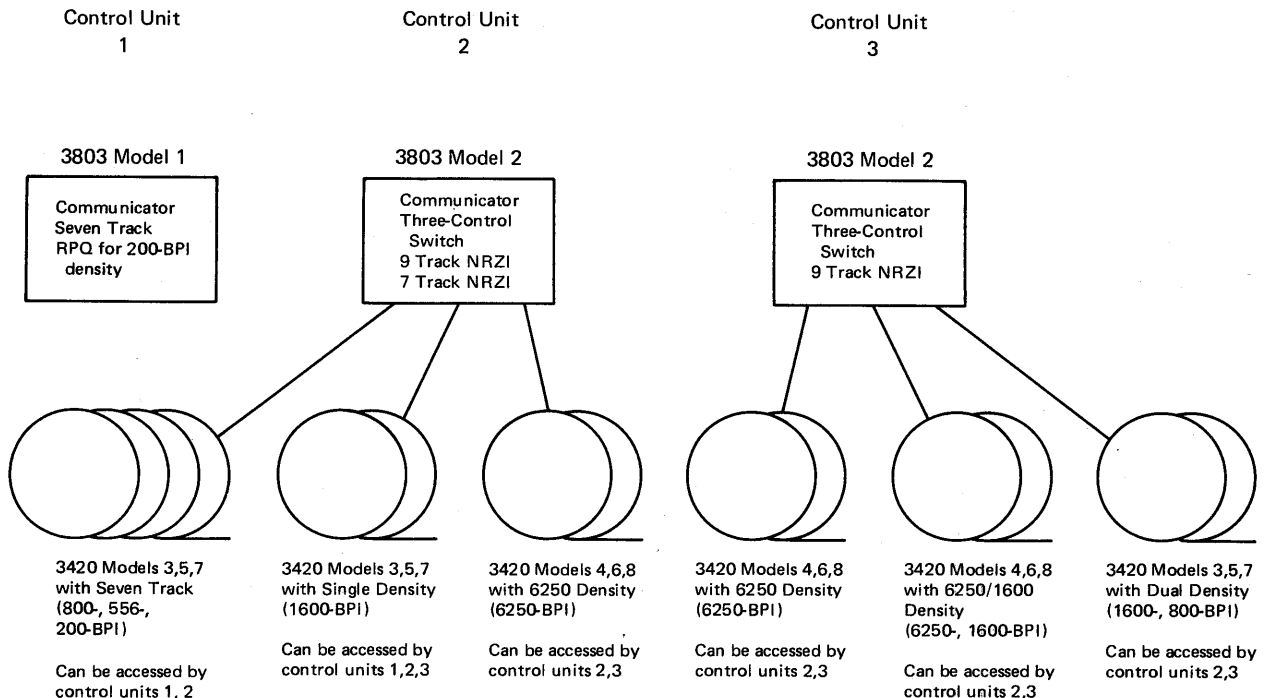 Control Unit
1
Control Unit
2
Control Unit
3
3803 Model 1
Communicator
Seven Track
RPQ for 200-BPI
density
3803 Model 2
Communicator
Three-Control
Switch
9 Track NRZI
7 Track NRZI
3803 Model 2
Communicator
Three-Control
Switch
9 Track NRZI
3420 Models 3,5,7
with Seven Track
(800-, 556-,
200-BPI)
Can be accessed by
control units 1, 2
3420 Models 3,5,7
with Single Density
(1600-BPI)
Can be accessed by
control units 1,2,3
3420 Models 4,6,8
with 6250 Density
(6250-BPI)
Can be accessed by
control units 2,3
3420 Models 4,6,8
with 6250 Density
(6250-BPI)
Can be accessed by
control units 2,3
3420 Models 4,6,8
with 6250/1600
Density
(6250-, 1600-BPI)
Can be accessed by
control units 2,3
3420 Models 3,5,7
with Dual Density
(1600-, 800-BPI)
Can be accessed by
control units 2,3